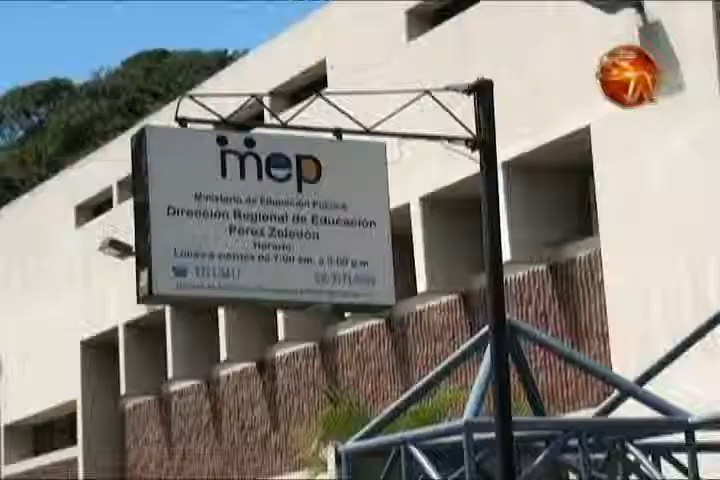 mep
Ministerio de Educación Pública
Dirección Regional de Educación
Pérez Zeledón
Horario
Lunes a viernes de 7:00 am. a 3:00 p.m.